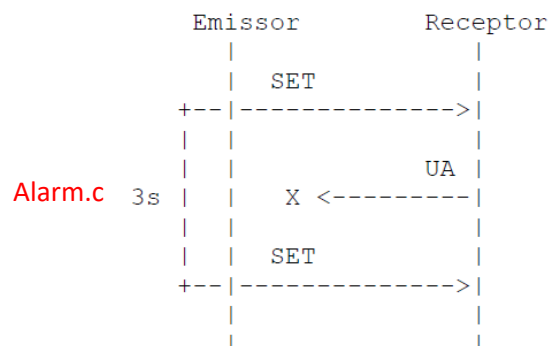 Emissor Receptor
SET
UA
Alarm.c 3s X
SET